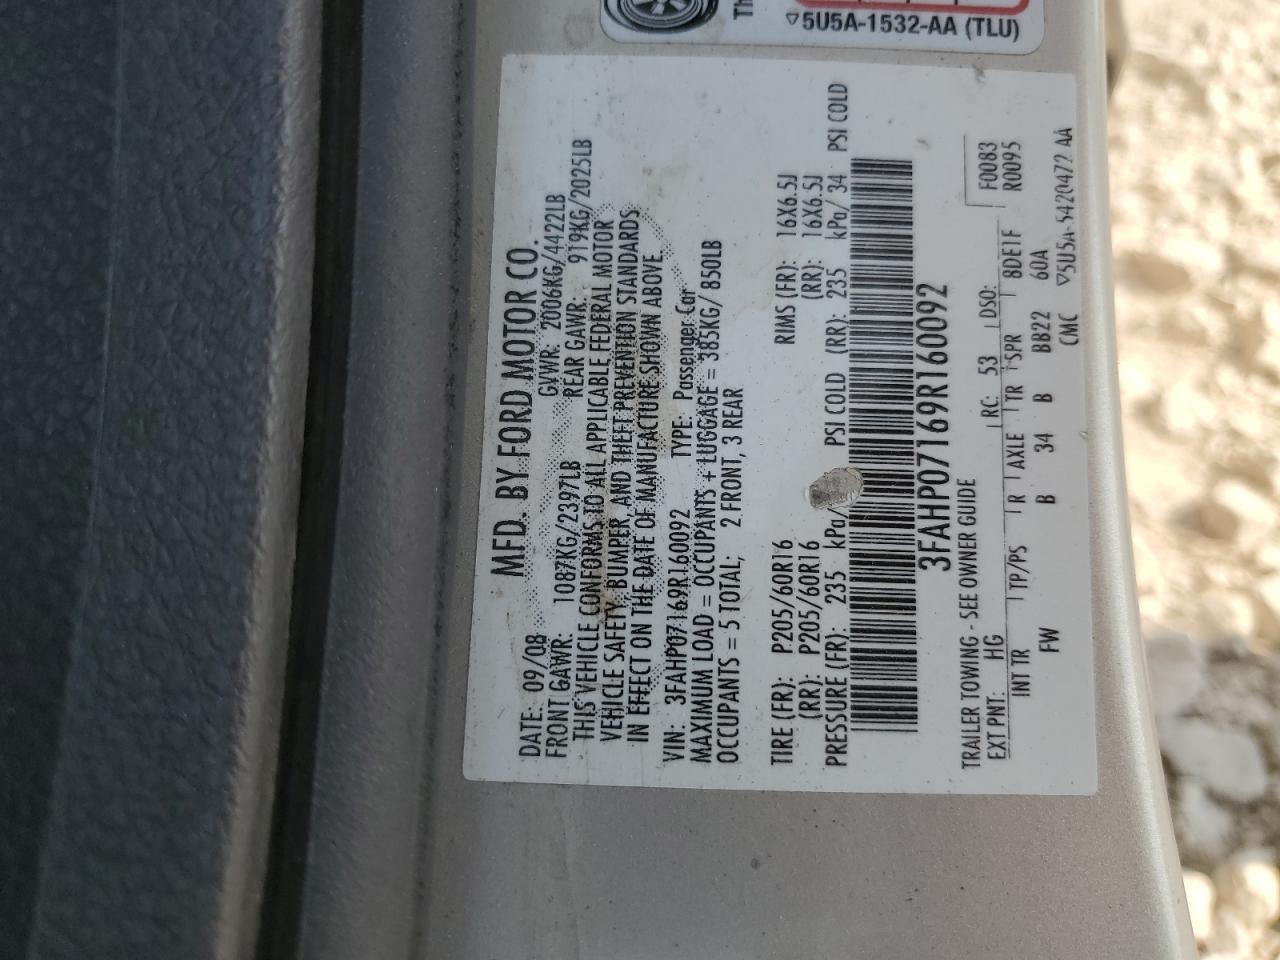 Th
▽5U5A-1532-AA (TLU)
MFD. BY FORD MOTOR CO.
DATE: 09/08 GVWR: 2006KG/4422LB
FRONT GAWR: 1087KG/2397LB REAR GAWR: 919KG/2025LB
THIS VEHICLE CONFORMS TO ALL APPLICABLE FEDERAL MOTOR
VEHICLE SAFETY, BUMPER, AND THEFT PREVENTION STANDARDS
IN EFFECT ON THE DATE OF MANUFACTURE SHOWN ABOVE.
VIN: 3FAHP07169R160092 TYPE: Passenger Car
MAXIMUM LOAD = OCCUPANTS + LUGGAGE = 385KG/ 850LB
OCCUPANTS = 5 TOTAL; 2 FRONT, 3 REAR
TIRE (FR): P205/60R16 RIMS (FR): 16X6.5J
(RR): P205/60R16 (RR): 16X6.5J
PRESSURE (FR): 235 kPa/ PSI COLD (RR): 235 kPa/ 34 PSI COLD
3FAHP07169R160092
TRAILER TOWING - SEE OWNER GUIDE
EXT PNT: HG RC: 53 DSO: F0083
INT TR TP/PS R AXLE TR SPR 8DE1F R0095
FW B 34 B BB22 60A
CMC ▽5U5A-5420472 AA